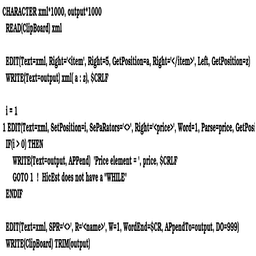 CHARACTER xml*1000, output*1000
READ(ClipBoard) xml
EDIT(Text=xml, Right='<item', Right=5, GetPosition=a, Right='</item>', Left, GetPosition=z)
WRITE(Text=output) xml( a : z), $CRLF
i = 1
1 EDIT(Text=xml, SetPosition=i, SePaRators='<>', Right='<price>', Word=1, Parse=price, GetPosi
IF(i > 0) THEN
WRITE(Text=output, APPend) 'Price element = ', price, $CRLF
GOTO 1 ! HicEst does not have a "WHILE"
ENDIF
EDIT(Text=xml, SPR='<>', R='<name>', W=1, WordEnd=$CR, APpendTo=output, DO=999)
WRITE(ClipBoard) TRIM(output)